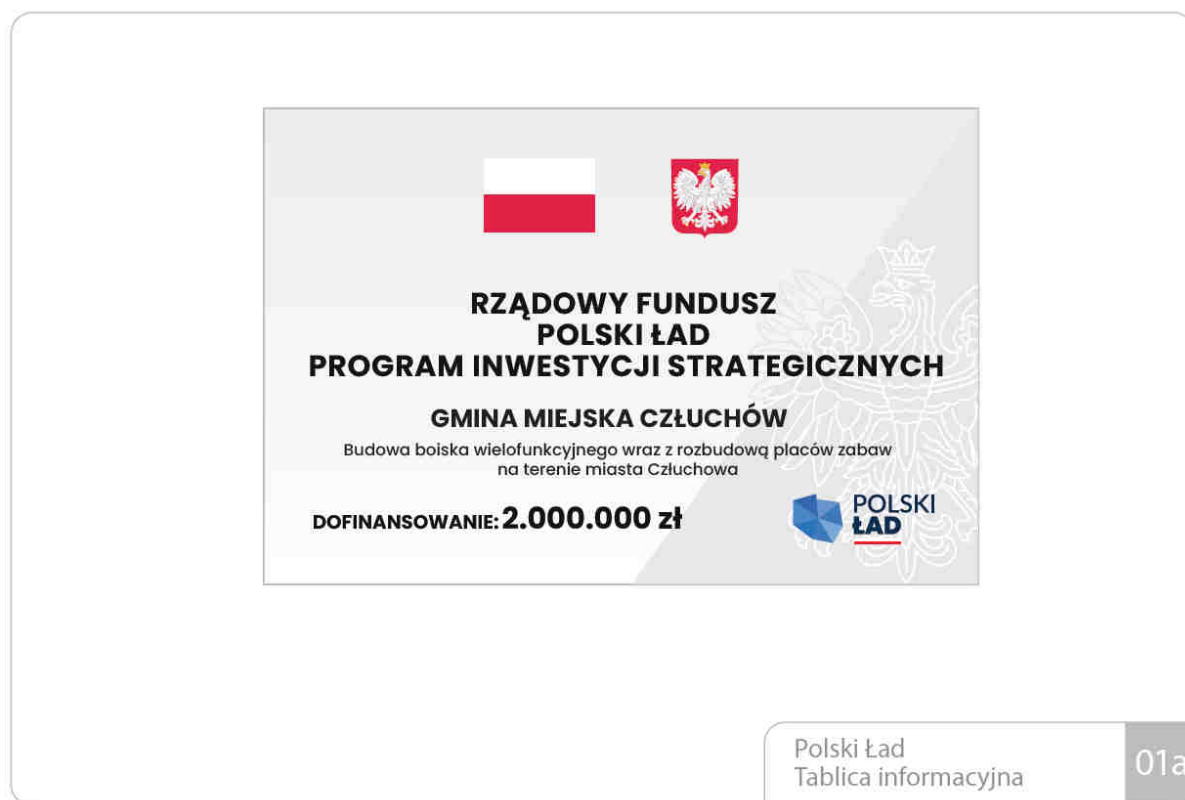 RZĄDOWY FUNDUSZ
POLSKI ŁAD
PROGRAM INWESTYCJI STRATEGICZNYCH
GMINA MIEJSKA CZŁUCHÓW
Budowa boiska wielofunkcyjnego wraz z rozbudową placów zabaw
na terenie miasta Człuchowa
DOFINANSOWANIE: 2.000.000 zł
POLSKI
ŁAD
Polski Ład
Tablica informacyjna
01a